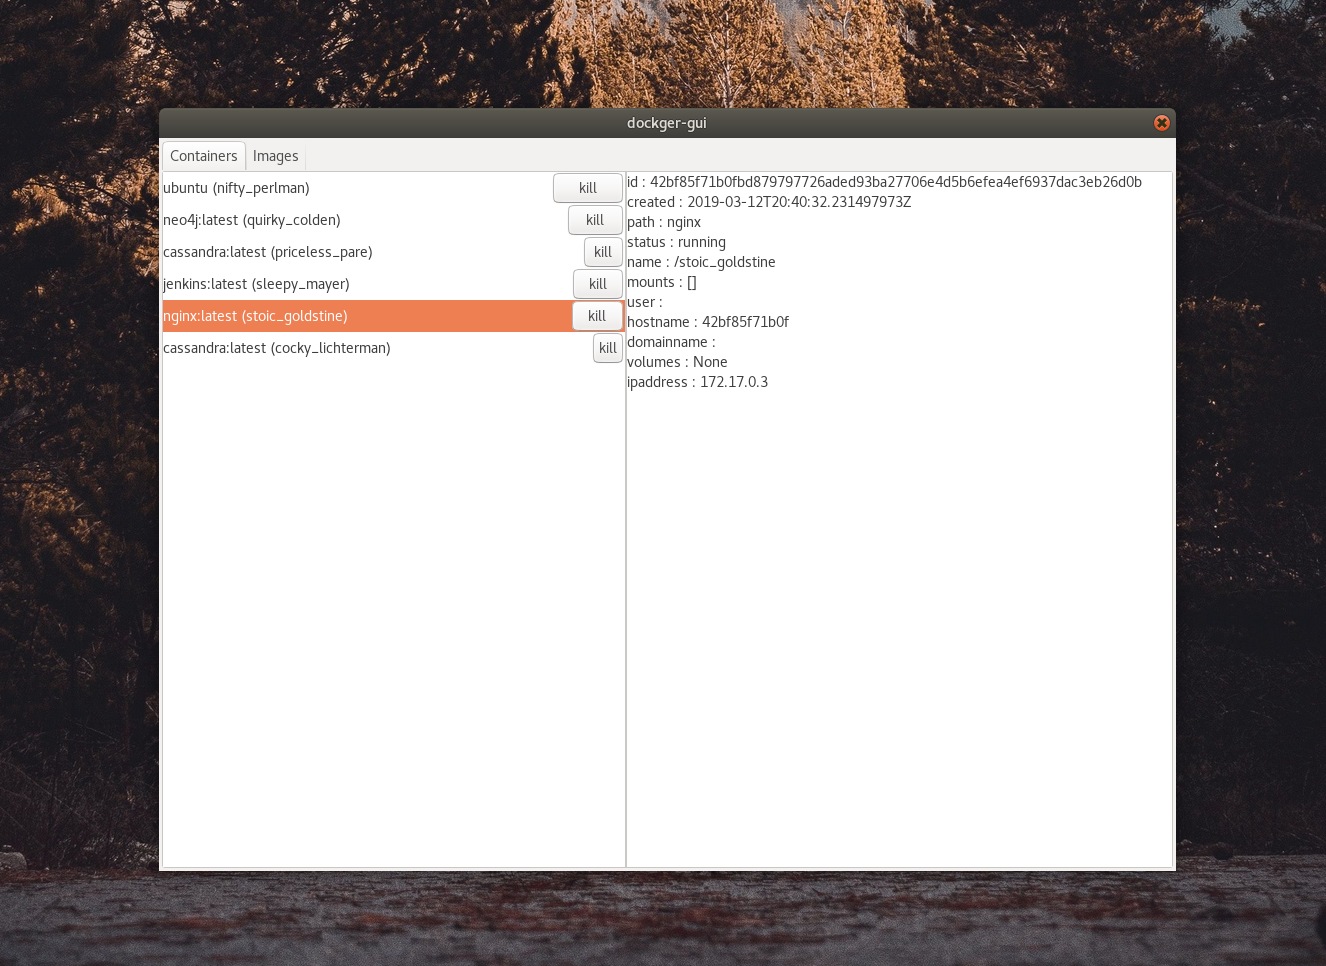 dockger-gui
Containers Images
ubuntu (nifty_perlman) kill
neo4j:latest (quirky_colden) kill
cassandra:latest (priceless_pare) kill
jenkins:latest (sleepy_mayer) kill
nginx:latest (stoic_goldstine) kill
cassandra:latest (cocky_lichterman) kill
id : 42bf85f71b0fbd879797726aded93ba27706e4d5b6efea4ef6937dac3eb26d0b
created : 2019-03-12T20:40:32.231497973Z
path : nginx
status : running
name : /stoic_goldstine
mounts : []
user :
hostname : 42bf85f71b0f
domainname :
volumes : None
ipaddress : 172.17.0.3